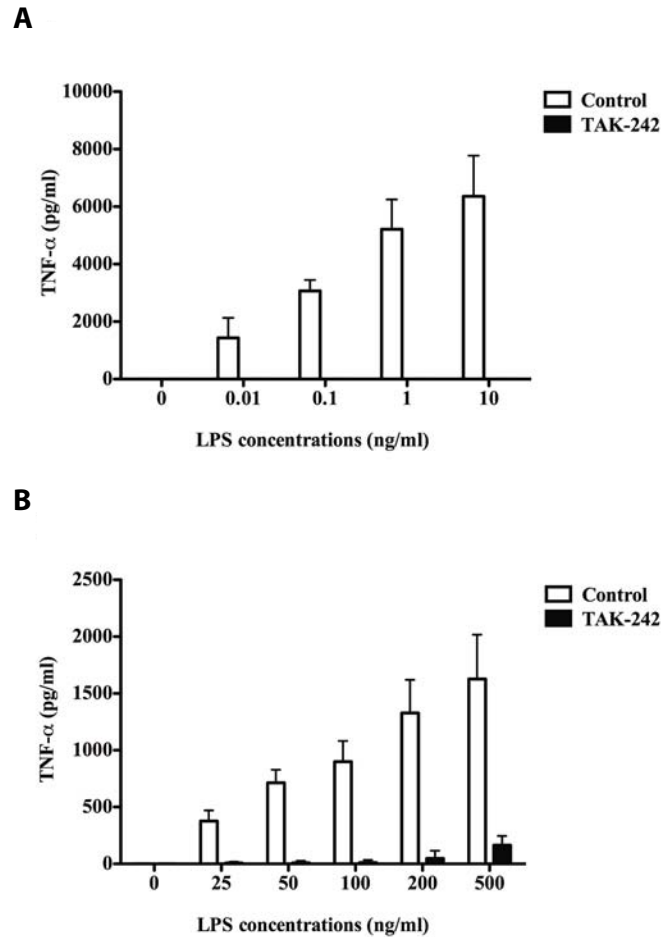 A
10000
8000
6000
4000
2000
0
TNF-α (pg/ml)
0 0.01 0.1 1 10
LPS concentrations (ng/ml)
Control
TAK-242
B
2500
2000
1500
1000
500
0
TNF-α (pg/ml)
0 25 50 100 200 500
LPS concentrations (ng/ml)
Control
TAK-242